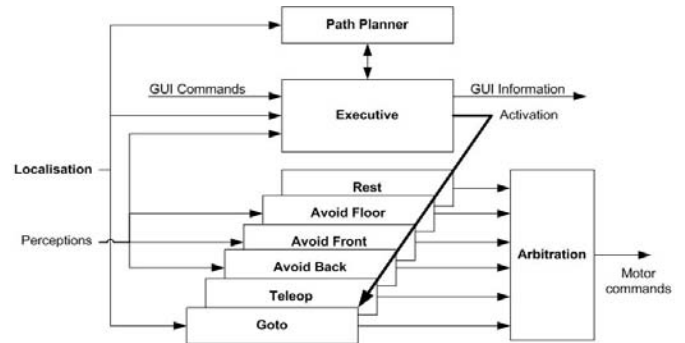 Path Planner
GUI Commands
GUI Information
Executive
Activation
Localisation
Rest
Avoid Floor
Perceptions
Avoid Front
Avoid Back
Arbitration
Motor
commands
Teleop
Goto